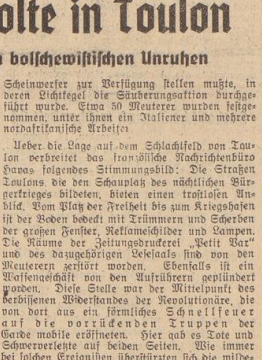 olte in Toulon
bolschewistischen Unruhen
Scheinwerfer zur Verfügung stellen mußte, in
deren Lichtkegel die Säuberungsaktion durchge-
führt wurde. Etwa 50 Meuterer wurden festge-
nommen, unter ihnen ein Italiener und mehrere
nordafrikanische Arbeiter
Ueber die Lage auf dem Schlachtfeld von Tou-
lon verbreitet das französische Nachrichtenbüro
Havas folgendes Stimmungsbild: Die Straßen
Toulons die den Schauplatz des nächtlichen Bür-
gerkrieges bildeten, bieten einen trostlosen An-
blick. Vom Platz der Freiheit bis zum Kriegshafen
ist der Boden bedeckt mit Trümmern und Scherben
der großen Fenster, Reklameschilder und Lampen.
Die Räume der Zeitungsdruckerei „Petit Var"
und des dazugehörigen Lesesaals sind von den
Meuterern zerstört worden. Ebenfalls ist ein
Waffengeschäft von den Aufrührern geplündert
worden. Diese Stelle war der Mittelpunkt des
verbissenen Widerstandes der Revolutionäre, die
von dort aus ein förmliches Schnellfeuer
auf die vorrückenden Truppen der
Garde mobile eröffneten. Hier gab es Tote und
Schwerverletzte auf beiden Seiten. Wie immer
bei solchen Ereignissen überstürzten sich die